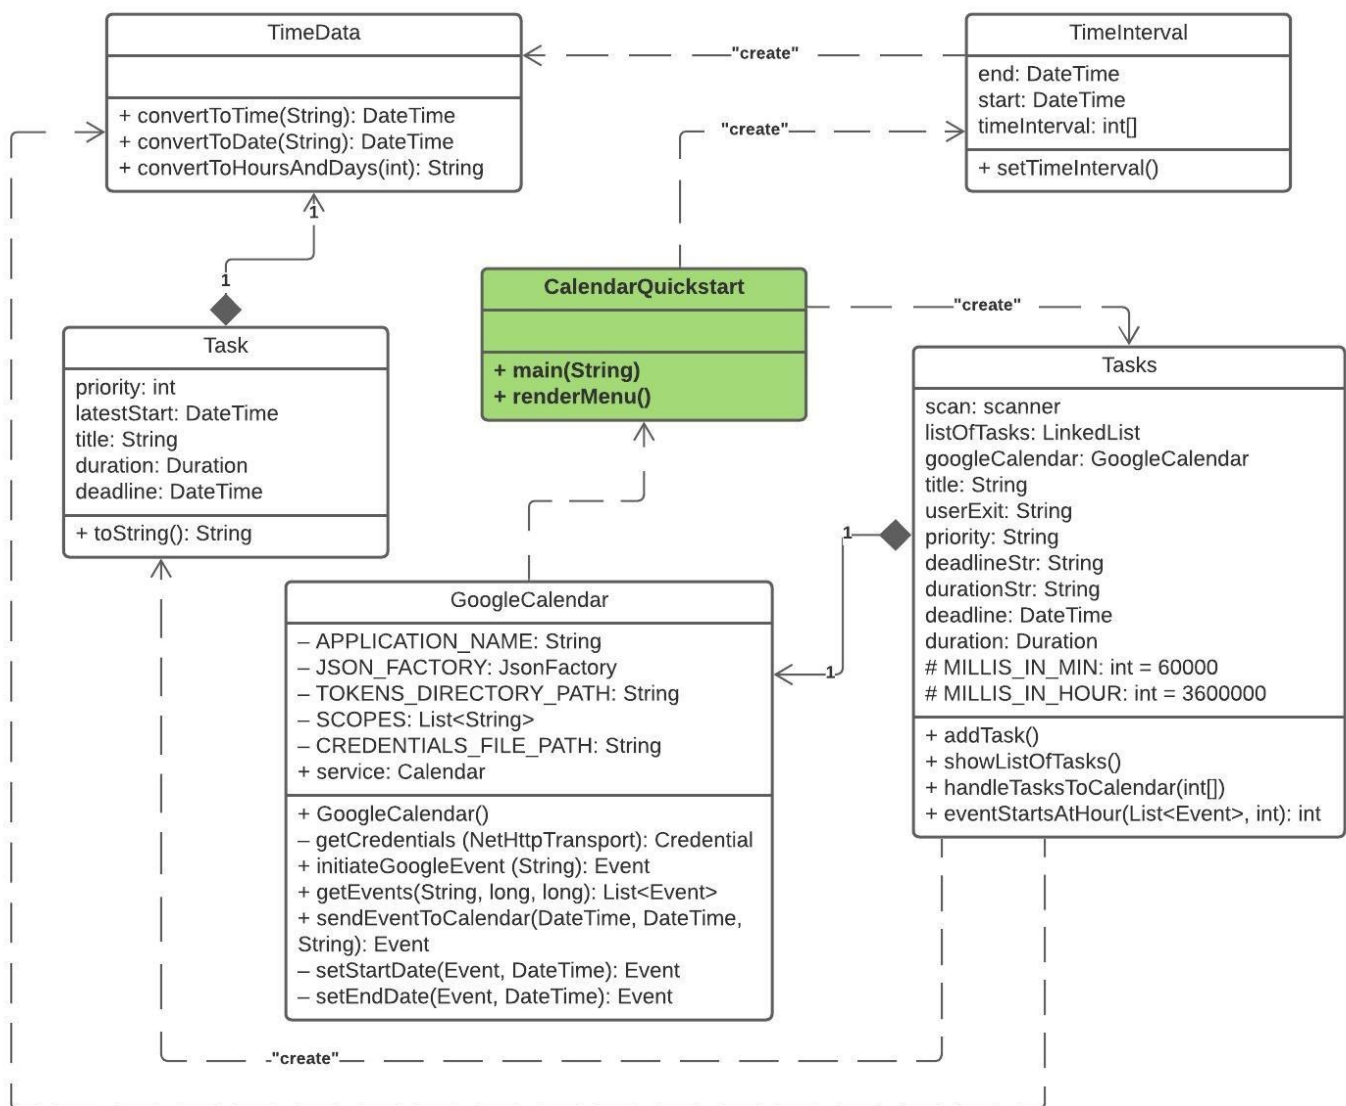 TimeData
+ convertToTime(String): DateTime
+ convertToDate(String): DateTime
+ convertToHoursAndDays(int): String
"create"
TimeInterval
end: DateTime
start: DateTime
timeInterval: int[]
+ setTimeInterval()
"create"
1
1
CalendarQuickstart
+ main(String)
+ renderMenu()
"create"
Task
priority: int
latestStart: DateTime
title: String
duration: Duration
deadline: DateTime
+ toString(): String
Tasks
scan: scanner
listOfTasks: LinkedList
googleCalendar: GoogleCalendar
title: String
userExit: String
priority: String
deadlineStr: String
durationStr: String
deadline: DateTime
duration: Duration
# MILLIS_IN_MIN: int = 60000
# MILLIS_IN_HOUR: int = 3600000
+ addTask()
+ showListOfTasks()
+ handleTasksToCalendar(int[])
+ eventStartsAtHour(List<Event>, int): int
1
1
GoogleCalendar
– APPLICATION_NAME: String
– JSON_FACTORY: JsonFactory
– TOKENS_DIRECTORY_PATH: String
– SCOPES: List<String>
– CREDENTIALS_FILE_PATH: String
+ service: Calendar
+ GoogleCalendar()
– getCredentials (NetHttpTransport): Credential
+ initiateGoogleEvent (String): Event
+ getEvents(String, long, long): List<Event>
+ sendEventToCalendar(DateTime, DateTime,
String): Event
– setStartDate(Event, DateTime): Event
– setEndDate(Event, DateTime): Event
"create"